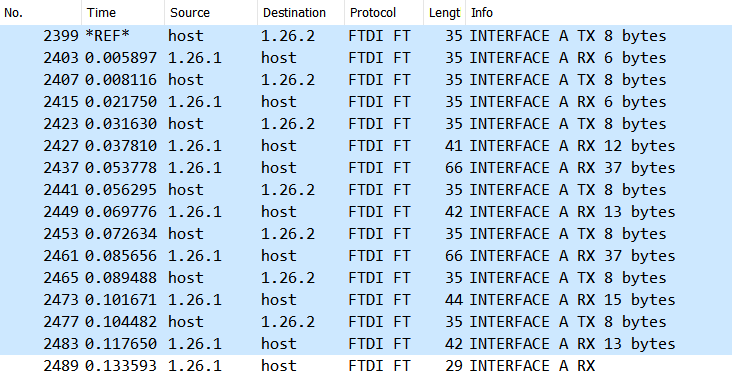 No. Time Source Destination Protocol Lengt Info
2399 *REF* host 1.26.2 FTDI FT 35 INTERFACE A TX 8 bytes
2403 0.005897 1.26.1 host FTDI FT 35 INTERFACE A RX 6 bytes
2407 0.008116 host 1.26.2 FTDI FT 35 INTERFACE A TX 8 bytes
2415 0.021750 1.26.1 host FTDI FT 35 INTERFACE A RX 6 bytes
2423 0.031630 host 1.26.2 FTDI FT 35 INTERFACE A TX 8 bytes
2427 0.037810 1.26.1 host FTDI FT 41 INTERFACE A RX 12 bytes
2437 0.053778 1.26.1 host FTDI FT 66 INTERFACE A RX 37 bytes
2441 0.056295 host 1.26.2 FTDI FT 35 INTERFACE A TX 8 bytes
2449 0.069776 1.26.1 host FTDI FT 42 INTERFACE A RX 13 bytes
2453 0.072634 host 1.26.2 FTDI FT 35 INTERFACE A TX 8 bytes
2461 0.085656 1.26.1 host FTDI FT 66 INTERFACE A RX 37 bytes
2465 0.089488 host 1.26.2 FTDI FT 35 INTERFACE A TX 8 bytes
2473 0.101671 1.26.1 host FTDI FT 44 INTERFACE A RX 15 bytes
2477 0.104482 host 1.26.2 FTDI FT 35 INTERFACE A TX 8 bytes
2483 0.117650 1.26.1 host FTDI FT 42 INTERFACE A RX 13 bytes
2489 0.133593 1.26.1 host FTDI FT 29 INTERFACE A RX